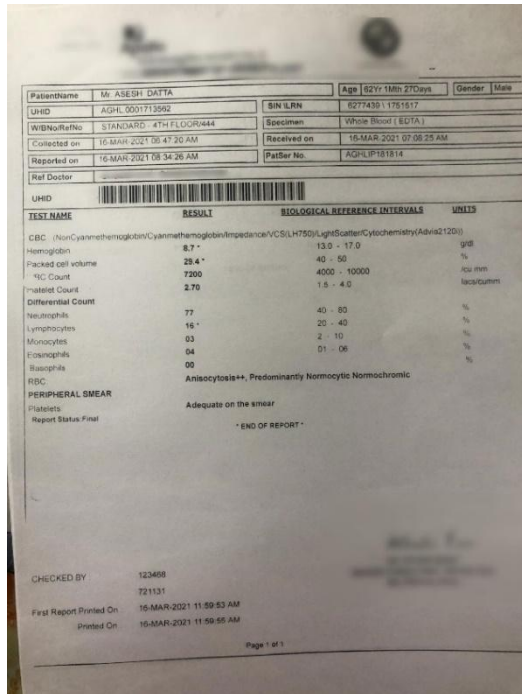 PatientName Mr. ASESH DATTA Age 62Yr 1Mth 27Days Gender Male
UHID AGHL.0001713562 SIN \LRN 6277439 \ 1751517
W/BNo/RefNo STANDARD - 4TH FLOOR/444 Specimen Whole Blood ( EDTA )
Collected on 16-MAR-2021 06:47:20 AM Received on 16-MAR-2021 07:08:25 AM
Reported on 16-MAR-2021 08:34:26 AM PatSer No. AGHLIP181814
Ref Doctor
UHID
TEST NAME RESULT BIOLOGICAL REFERENCE INTERVALS UNITS
CBC (NonCyanmethemoglobin/Cyanmethemoglobin/Impedance/VCS(LH750)/LightScatter/Cytochemistry(Advia2120i))
Hemoglobin 8.7 * 13.0 - 17.0 g/dl
Packed cell volume 25.4 * 40 - 50 %
RC Count 7200 4000 - 10000 /cu mm
Platelet Count 2.70 1.5 - 4.0 lacs/cumm
Differential Count
Neutrophils 77 40 - 80 %
Lymphocytes 16 * 20 - 40 %
Monocytes 03 2 - 10 %
Eosinophils 04 01 - 06 %
Basophils 00 %
RBC Anisocytosis++, Predominantly Normocytic Normochromic
PERIPHERAL SMEAR
Platelets Adequate on the smear
Report Status:Final
* END OF REPORT *
CHECKED BY 123468
721131
First Report Printed On : 16-MAR-2021 11:59:53 AM
Printed On : 16-MAR-2021 11:59:55 AM
Page 1 of 1